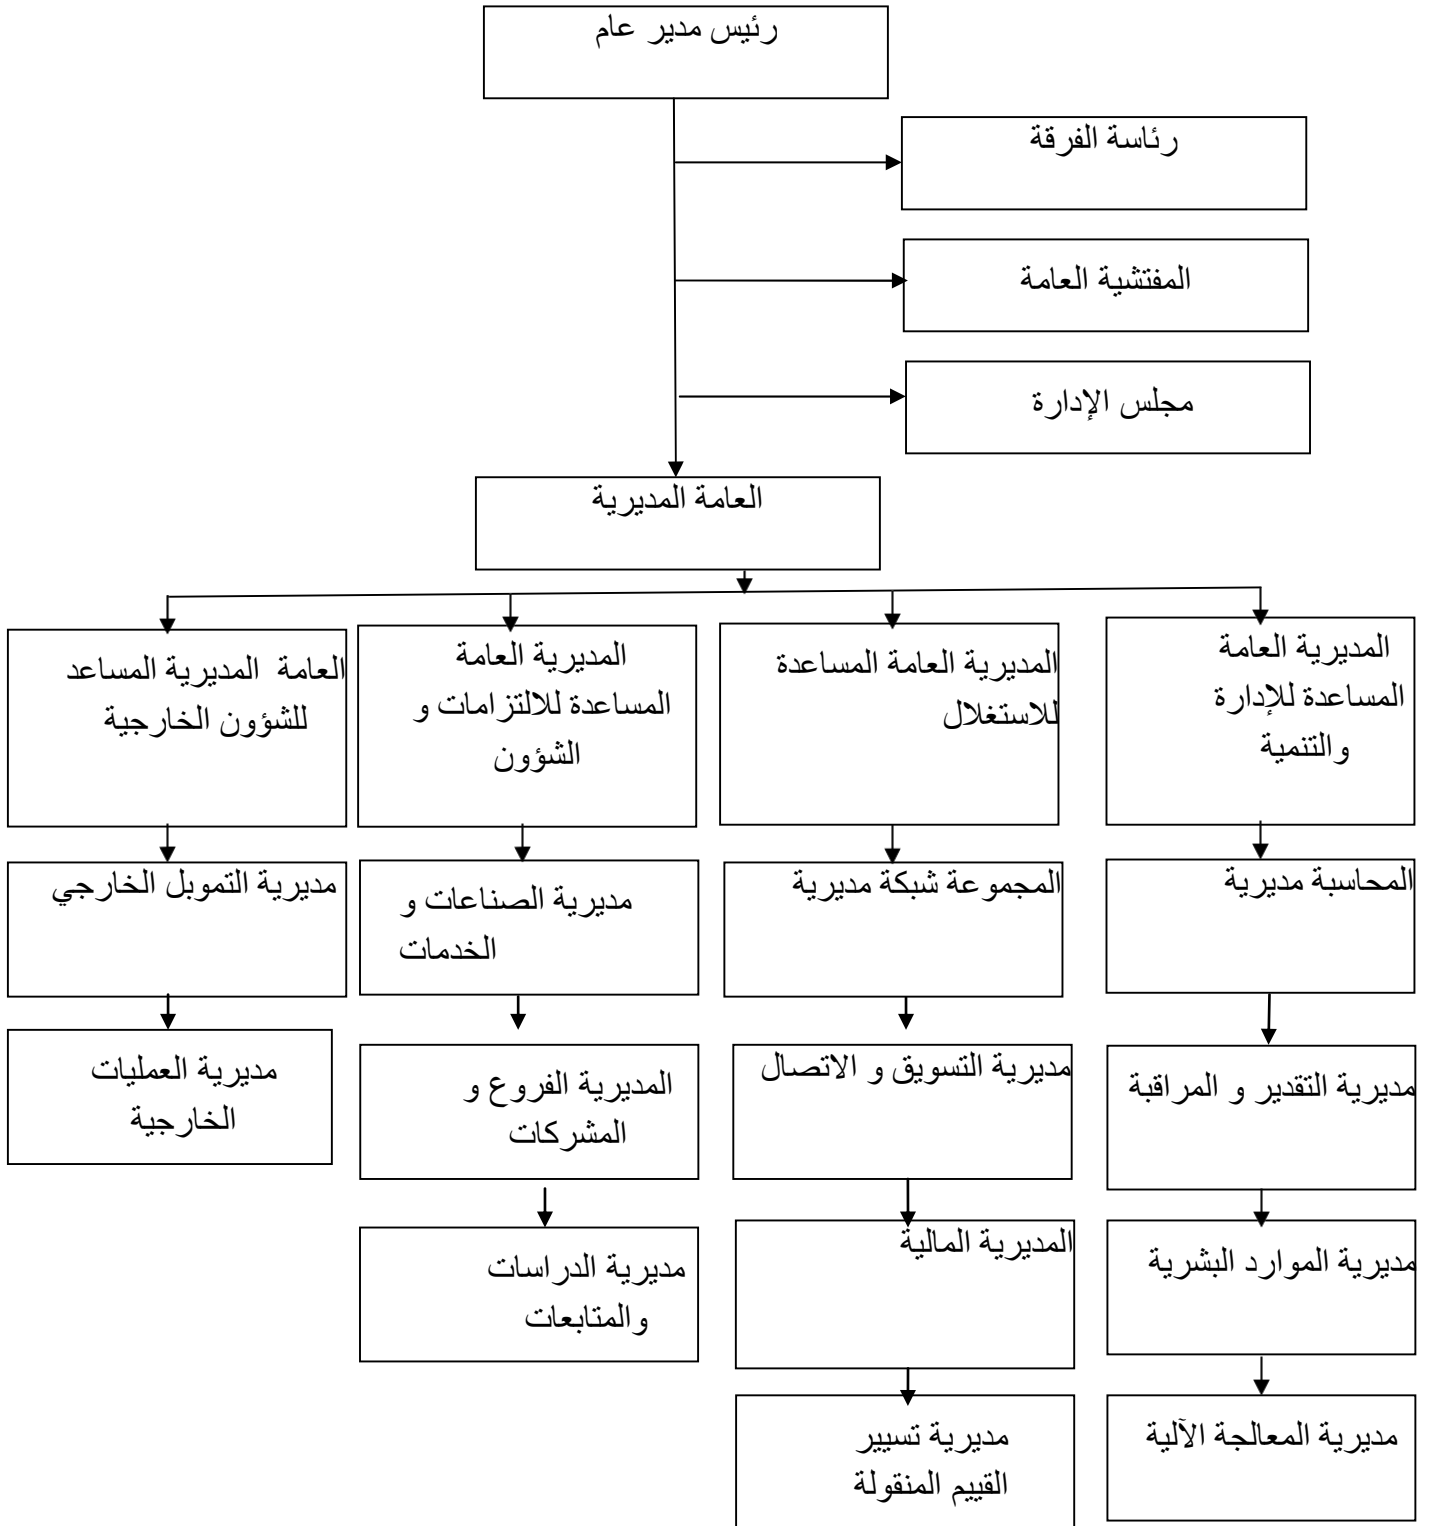 رئيس مدير عام
رئاسة الفرقة
المفتشية العامة
مجلس الإدارة
العامة المديرية
المديرية العامة
المساعدة للإدارة
والتنمية
المديرية العامة المساعدة
للاستغلال
المديرية العامة
المساعدة للالتزامات و
الشؤون
العامة المديرية المساعد
للشؤون الخارجية
المحاسبة مديرية
المجموعة شبكة مديرية
مديرية الصناعات و
الخدمات
مديرية التموبل الخارجي
مديرية التقدير و المراقبة
مديرية التسويق و الاتصال
المديرية الفروع و
المشركات
مديرية العمليات
الخارجية
مديرية الموارد البشرية
المديرية المالية
مديرية الدراسات
والمتابعات
مديرية المعالجة الآلية
مديرية تسيير
القييم المنقولة